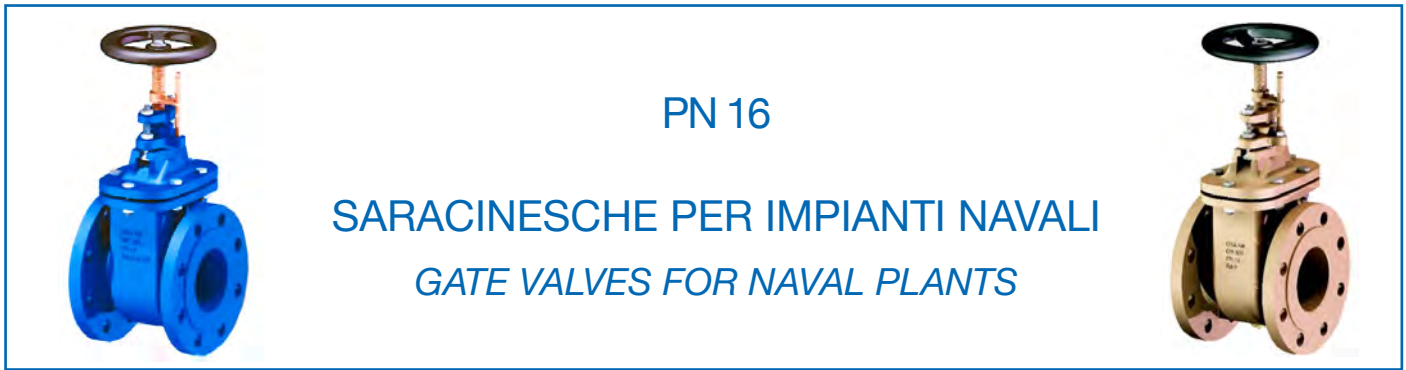 PN 16
SARACINESCHE PER IMPIANTI NAVALI
GATE VALVES FOR NAVAL PLANTS